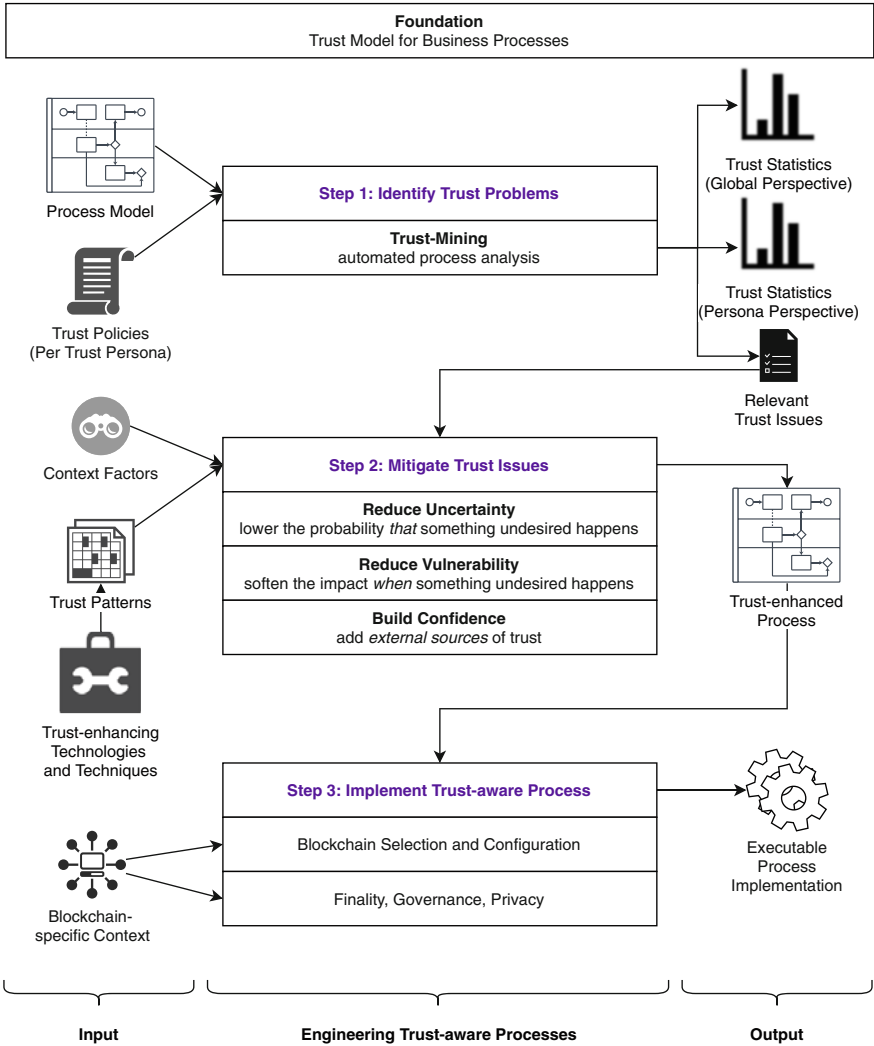 Foundation
Trust Model for Business Processes
Process Model
Trust Policies
(Per Trust Persona)
Step 1: Identify Trust Problems
Trust-Mining
automated process analysis
Trust Statistics
(Global Perspective)
Trust Statistics
(Persona Perspective)
Relevant
Trust Issues
Context Factors
Trust Patterns
Trust-enhancing
Technologies
and Techniques
Step 2: Mitigate Trust Issues
Reduce Uncertainty
lower the probability that something undesired happens
Reduce Vulnerability
soften the impact when something undesired happens
Build Confidence
add external sources of trust
Trust-enhanced
Process
Blockchain-
specific Context
Step 3: Implement Trust-aware Process
Blockchain Selection and Configuration
Finality, Governance, Privacy
Executable
Process
Implementation
Input
Engineering Trust-aware Processes
Output